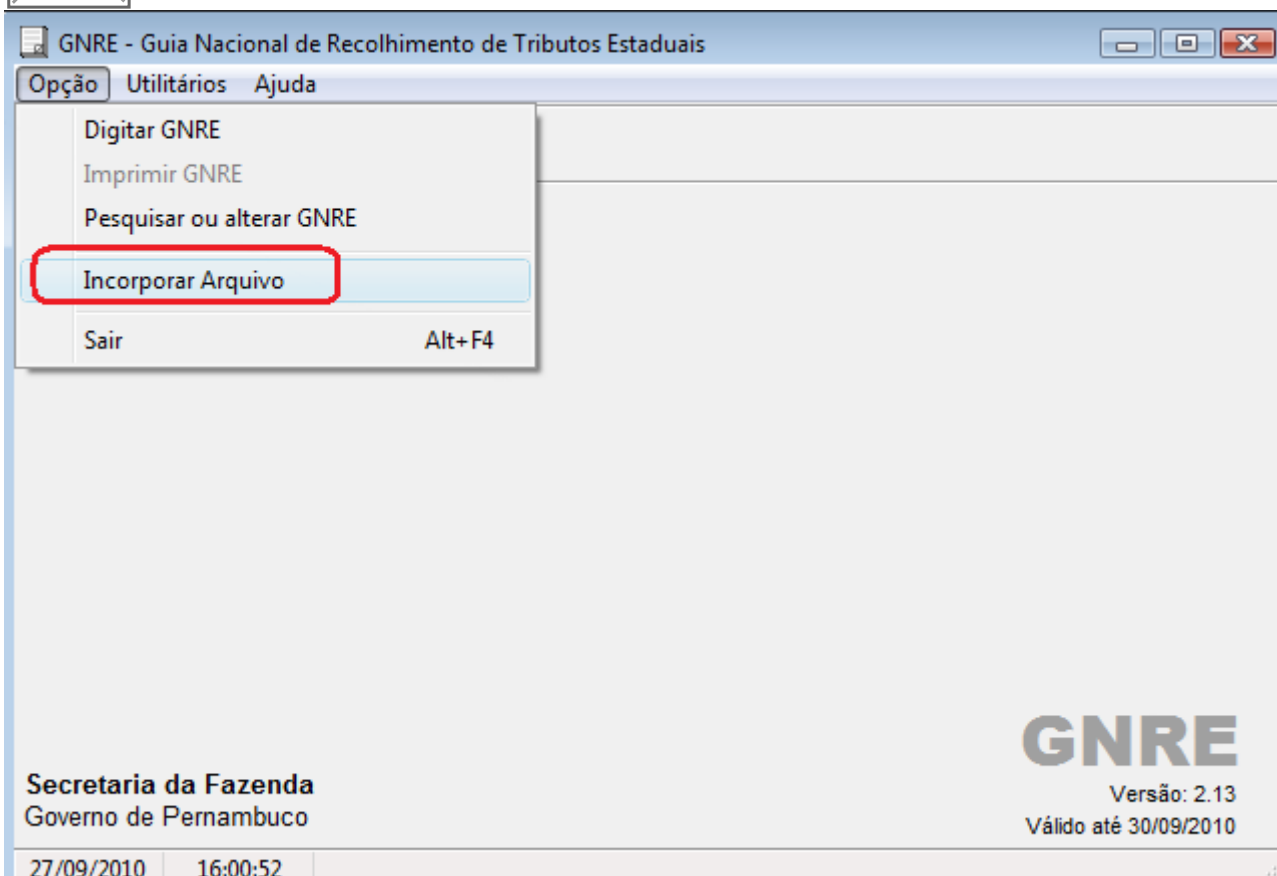 GNRE - Guia Nacional de Recolhimento de Tributos Estaduais
Opção Utilitários Ajuda
Digitar GNRE
Imprimir GNRE
Pesquisar ou alterar GNRE
Incorporar Arquivo
Sair Alt+F4
GNRE
Secretaria da Fazenda
Versão: 2.13
Governo de Pernambuco
Válido até 30/09/2010
27/09/2010 16:00:52